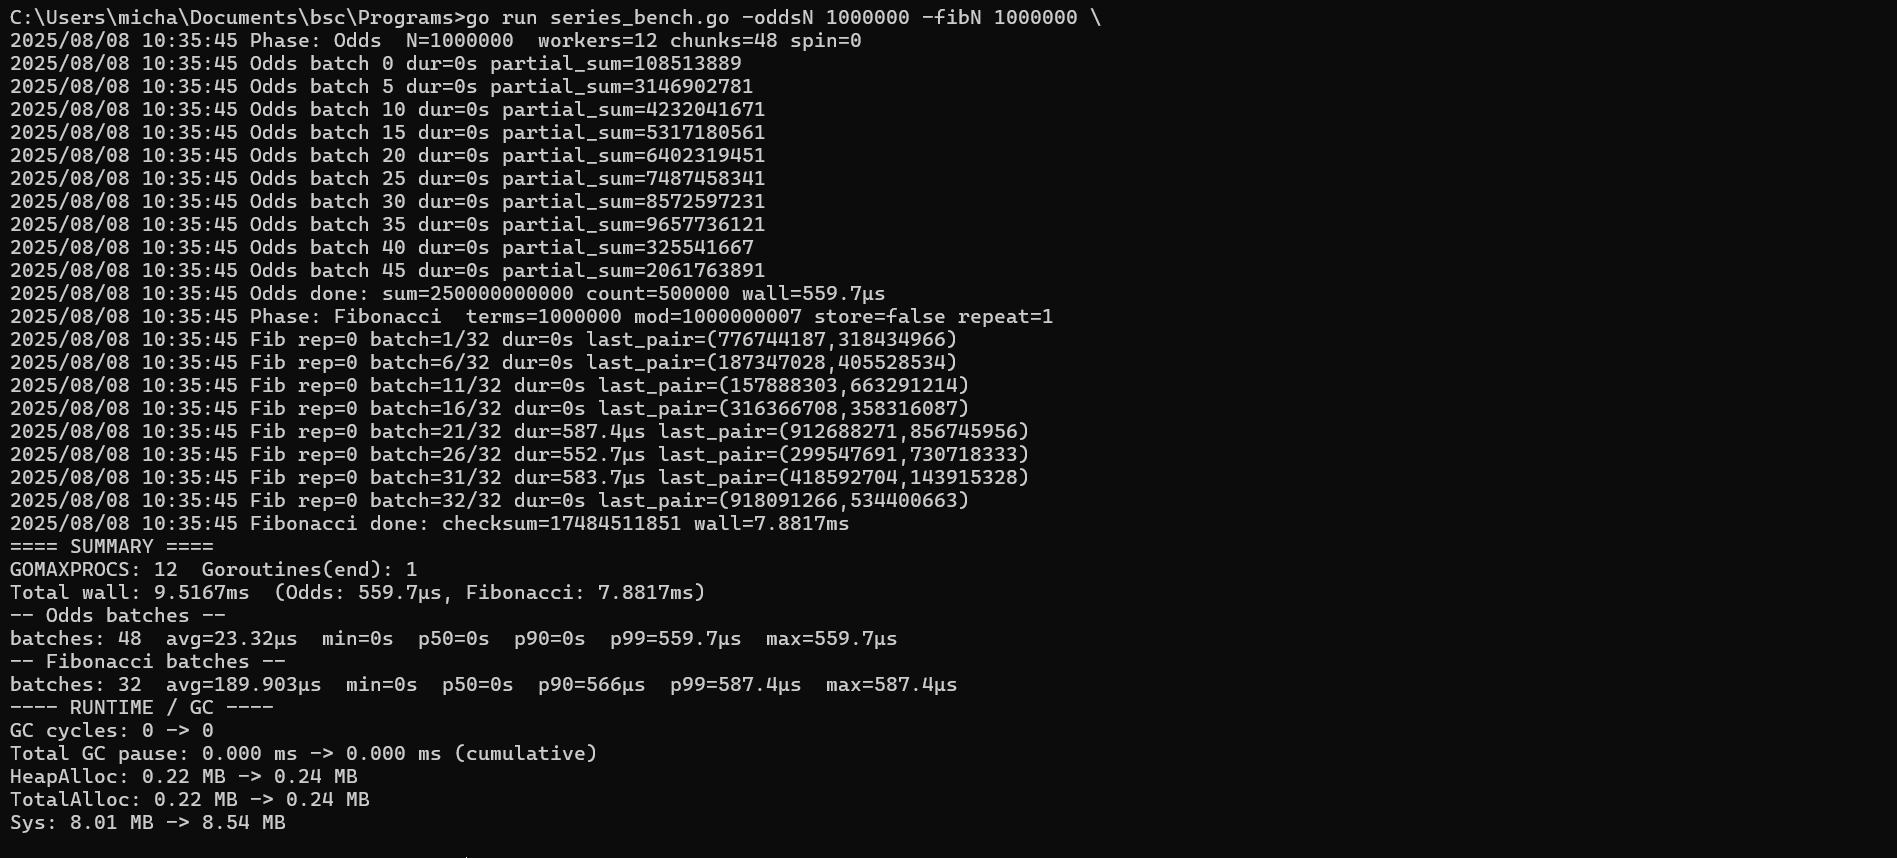 C:\Users\micha\Documents\bsc\Programs>go run series_bench.go -oddsN 1000000 -fibN 1000000 \
2025/08/08 10:35:45 Phase: Odds  N=1000000  workers=12 chunks=48 spin=0
2025/08/08 10:35:45 Odds batch 0 dur=0s partial_sum=108513889
2025/08/08 10:35:45 Odds batch 5 dur=0s partial_sum=3146902781
2025/08/08 10:35:45 Odds batch 10 dur=0s partial_sum=4232041671
2025/08/08 10:35:45 Odds batch 15 dur=0s partial_sum=5317180561
2025/08/08 10:35:45 Odds batch 20 dur=0s partial_sum=6402319451
2025/08/08 10:35:45 Odds batch 25 dur=0s partial_sum=7487458341
2025/08/08 10:35:45 Odds batch 30 dur=0s partial_sum=8572597231
2025/08/08 10:35:45 Odds batch 35 dur=0s partial_sum=9657736121
2025/08/08 10:35:45 Odds batch 40 dur=0s partial_sum=325541667
2025/08/08 10:35:45 Odds batch 45 dur=0s partial_sum=2061763891
2025/08/08 10:35:45 Odds done: sum=250000000000 count=500000 wall=559.7µs
2025/08/08 10:35:45 Phase: Fibonacci  terms=1000000 mod=1000000007 store=false repeat=1
2025/08/08 10:35:45 Fib rep=0 batch=1/32 dur=0s last_pair=(776744187,318434966)
2025/08/08 10:35:45 Fib rep=0 batch=6/32 dur=0s last_pair=(187347028,405528534)
2025/08/08 10:35:45 Fib rep=0 batch=11/32 dur=0s last_pair=(157888303,663291214)
2025/08/08 10:35:45 Fib rep=0 batch=16/32 dur=0s last_pair=(316366708,358316087)
2025/08/08 10:35:45 Fib rep=0 batch=21/32 dur=587.4µs last_pair=(912688271,856745956)
2025/08/08 10:35:45 Fib rep=0 batch=26/32 dur=552.7µs last_pair=(299547691,730718333)
2025/08/08 10:35:45 Fib rep=0 batch=31/32 dur=583.7µs last_pair=(418592704,143915328)
2025/08/08 10:35:45 Fib rep=0 batch=32/32 dur=0s last_pair=(918091266,534400663)
2025/08/08 10:35:45 Fibonacci done: checksum=17484511851 wall=7.8817ms
==== SUMMARY ====
GOMAXPROCS: 12  Goroutines(end): 1
Total wall: 9.5167ms  (Odds: 559.7µs, Fibonacci: 7.8817ms)
-- Odds batches --
batches: 48  avg=23.32µs  min=0s  p50=0s  p90=0s  p99=559.7µs  max=559.7µs
-- Fibonacci batches --
batches: 32  avg=189.903µs  min=0s  p50=0s  p90=566µs  p99=587.4µs  max=587.4µs
---- RUNTIME / GC ----
GC cycles: 0 -> 0
Total GC pause: 0.000 ms -> 0.000 ms (cumulative)
HeapAlloc: 0.22 MB -> 0.24 MB
TotalAlloc: 0.22 MB -> 0.24 MB
Sys: 8.01 MB -> 8.54 MB